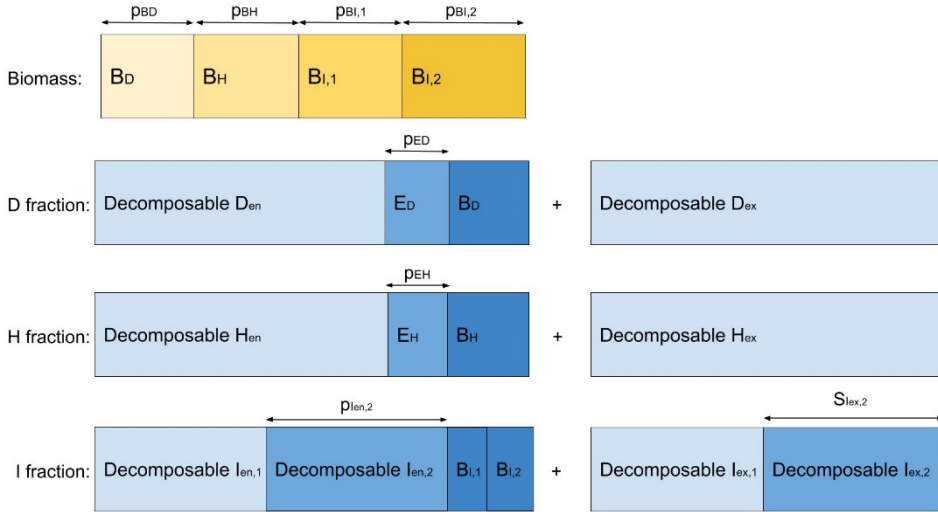 pBD pBH pBI,1 pBI,2
Biomass: BD BH BI,1 BI,2
pED
D fraction: Decomposable Den ED BD + Decomposable Dex
pEH
H fraction: Decomposable Hen EH BH + Decomposable Hex
pIen,2 SIex,2
I fraction: Decomposable Ien,1 Decomposable Ien,2 BI,1 BI,2 + Decomposable Iex,1 Decomposable Iex,2